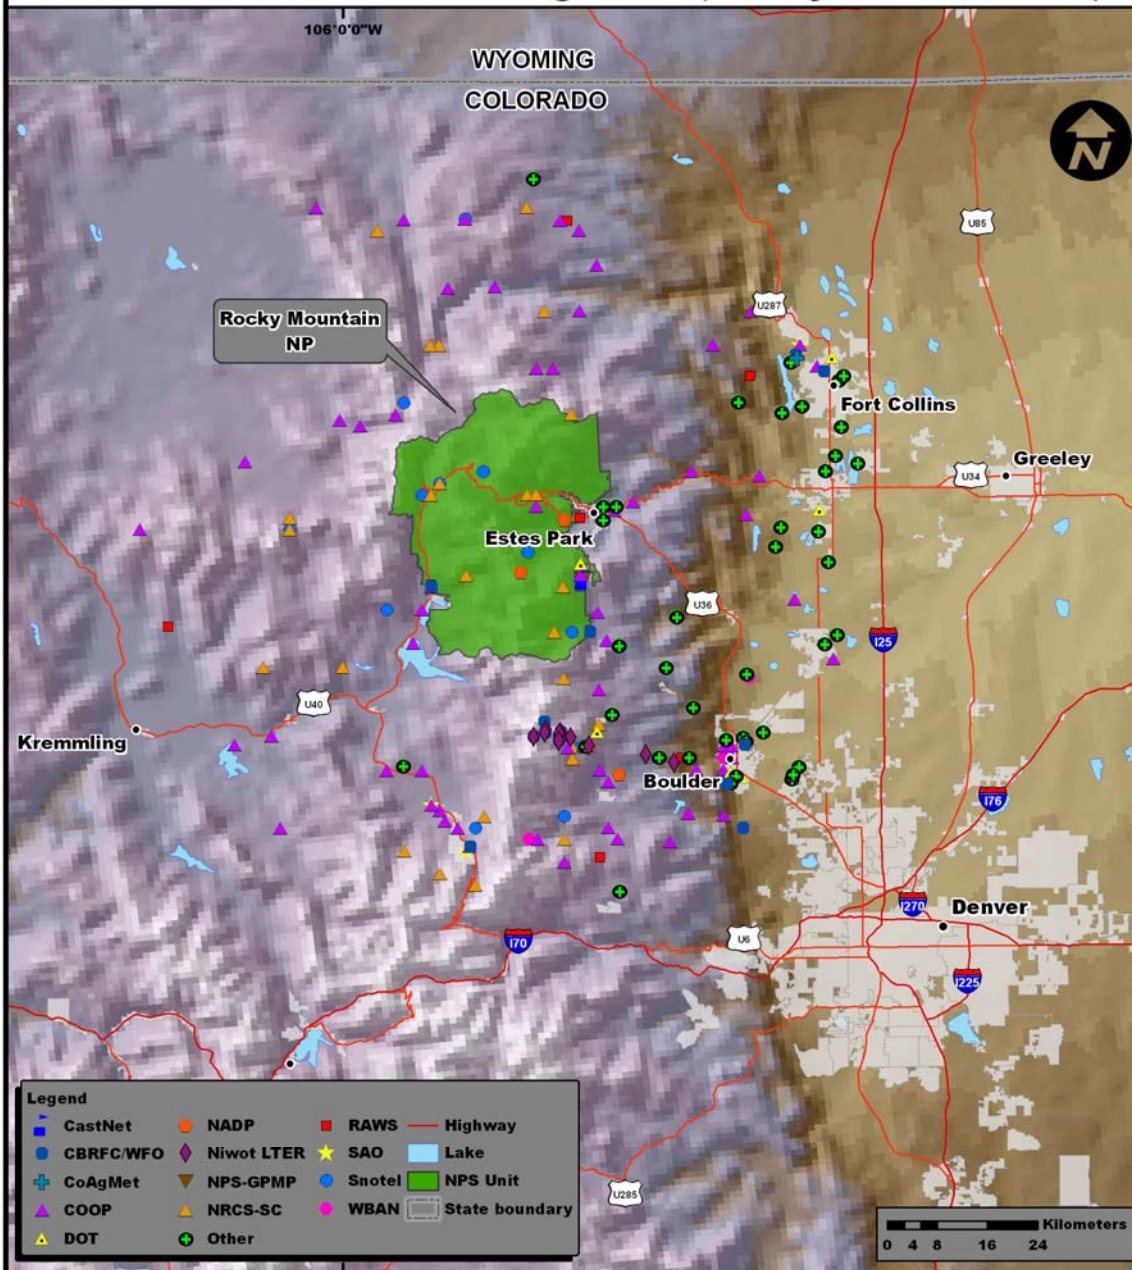 106°0'0"W
WYOMING
COLORADO
N
U85
U287
Rocky Mountain
NP
Fort Collins
Greeley
U34
Estes Park
U36
I25
U40
Kremmling
Boulder
I76
I270
Denver
U6
I70
I225
U285
Legend
CastNet
CBRFC/WFO
CoAgMet
COOP
DOT
NADP
Niwot LTER
NPS-GPMP
NRCS-SC
Other
RAWS
SAO
Snotel
WBAN
Highway
Lake
NPS Unit
State boundary
Kilometers
0 4 8 16 24